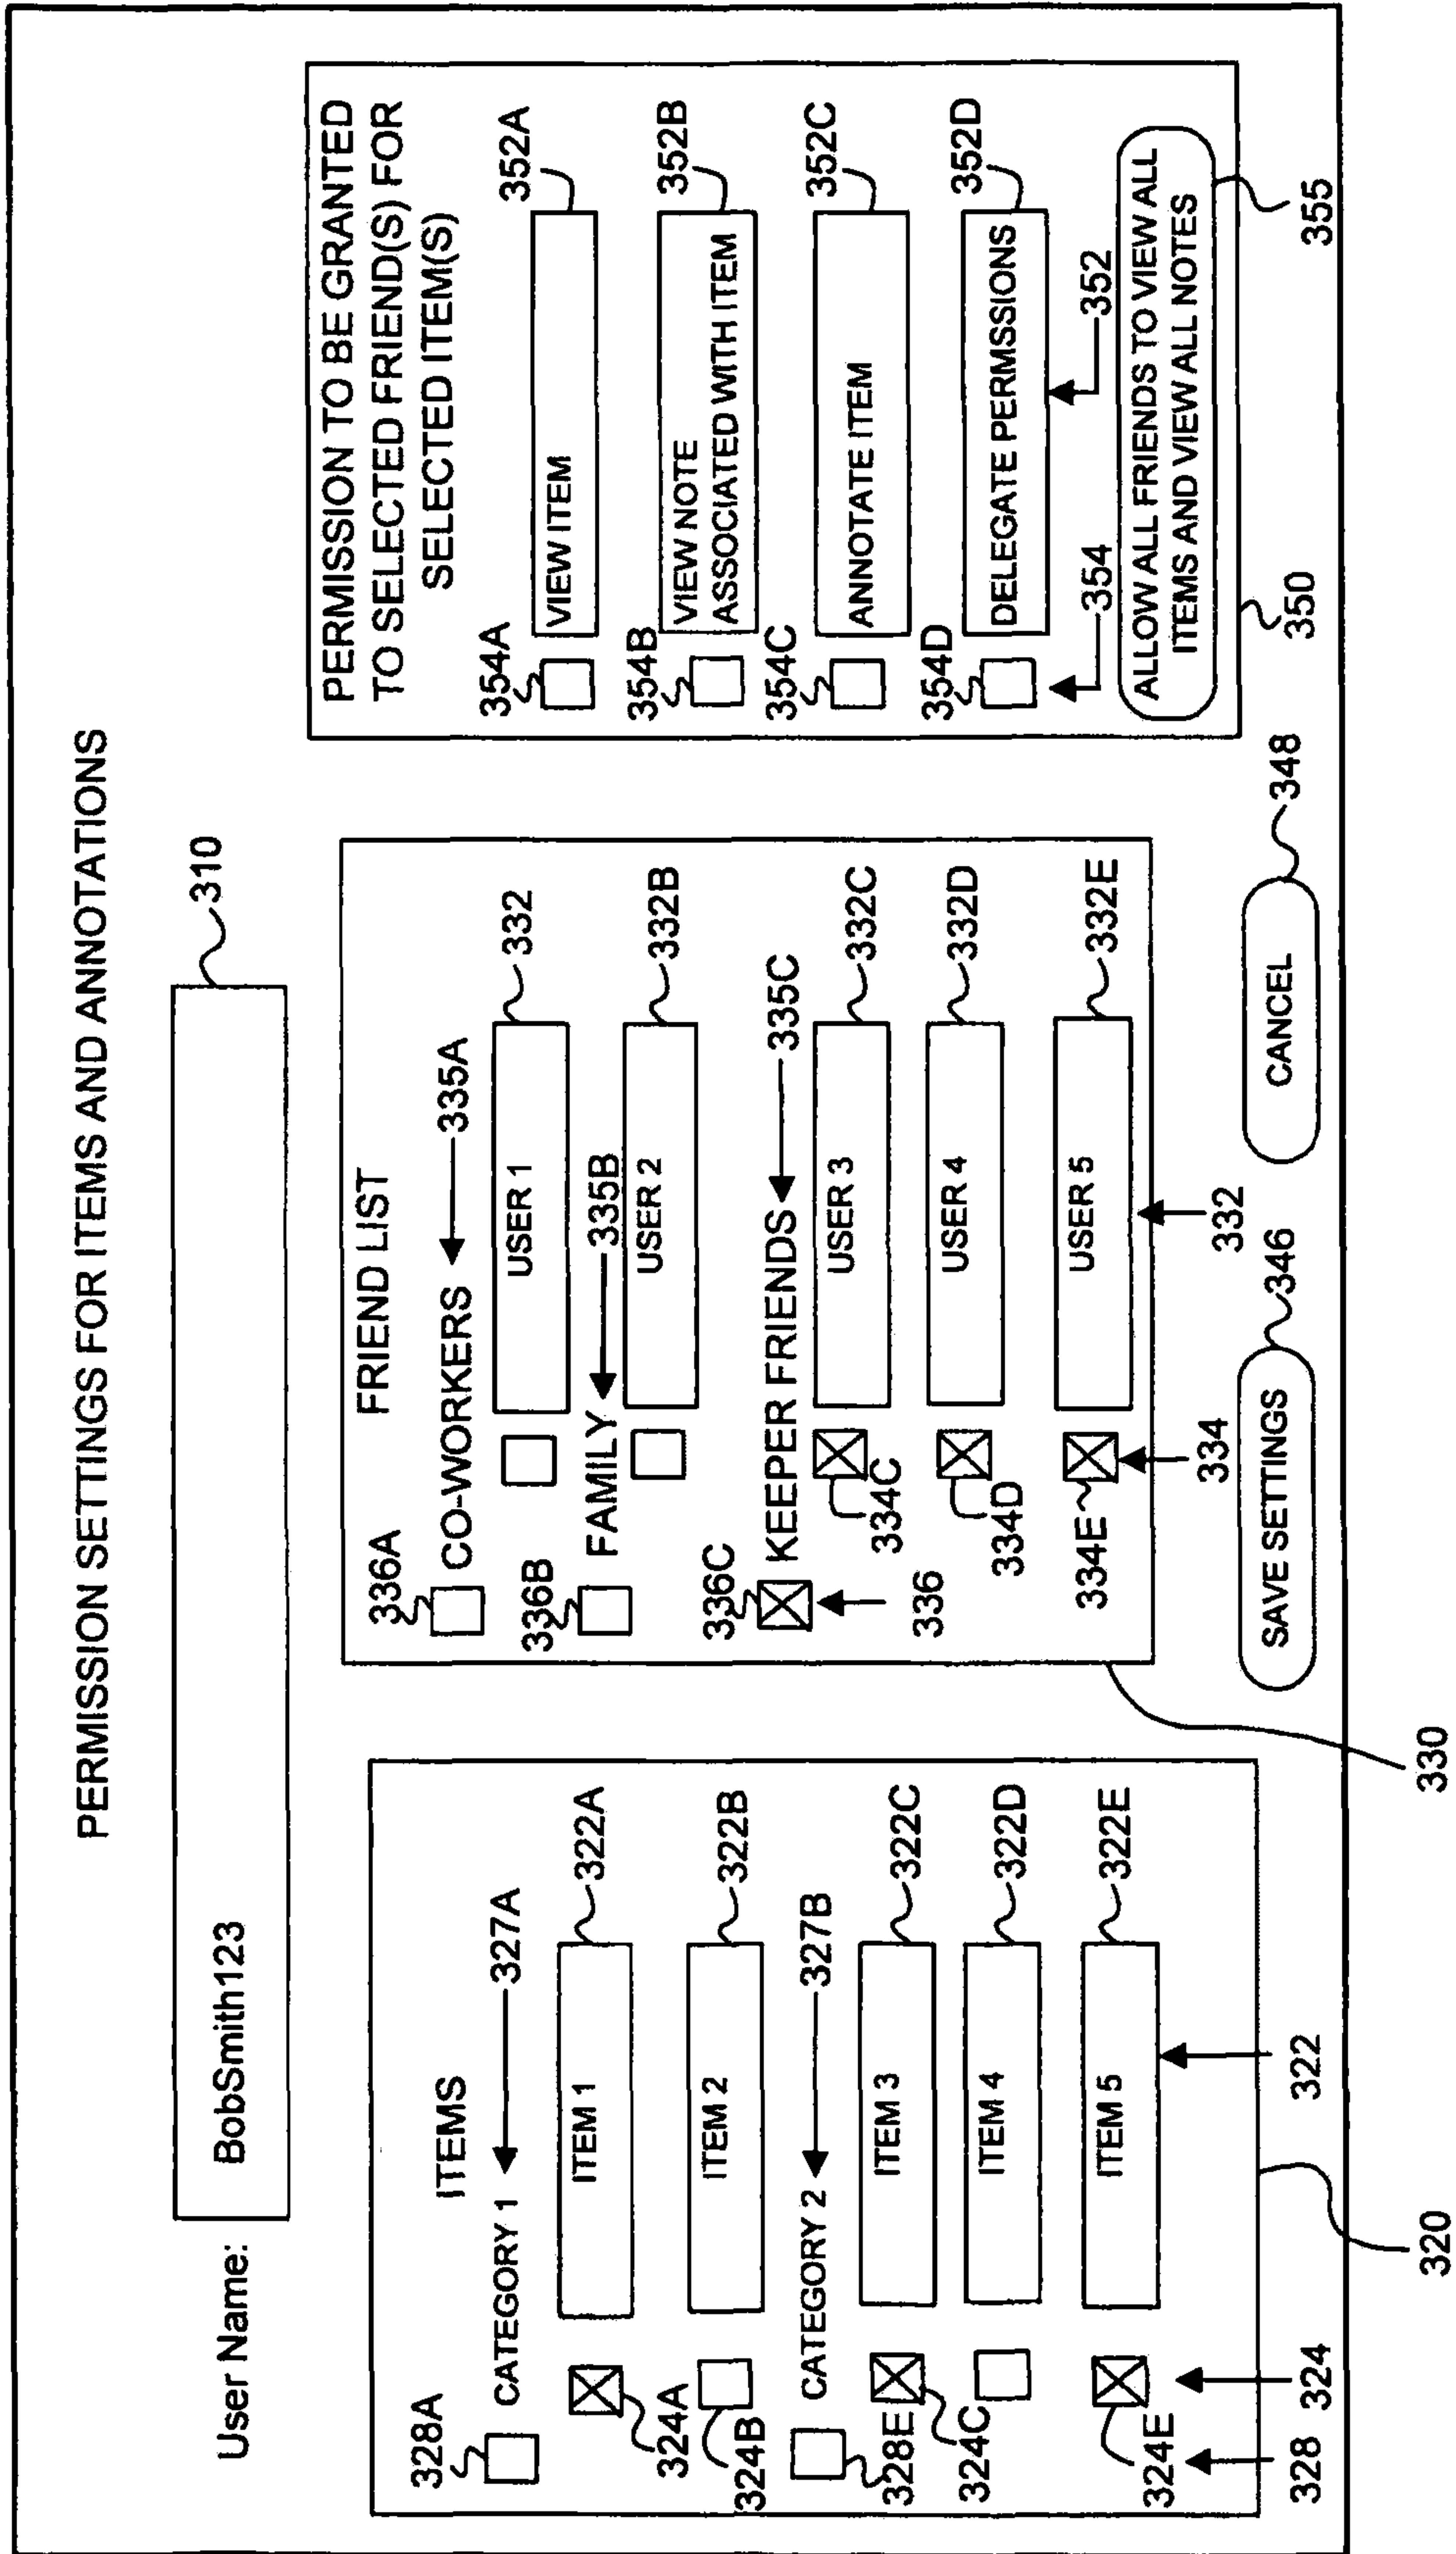 PERMISSION SETTINGS FOR ITEMS AND ANNOTATIONS
User Name:
BobSmith123
310
ITEMS
328A
CATEGORY 1
327A
ITEM 1
322A
324A
ITEM 2
322B
324B
CATEGORY 2
327B
328E
ITEM 3
322C
324C
ITEM 4
322D
ITEM 5
322E
324E
328
324
322
320
FRIEND LIST
336A
CO-WORKERS
335A
USER 1
332
336B
FAMILY
335B
USER 2
332B
336C
KEEPER FRIENDS
335C
336
USER 3
332C
334C
USER 4
332D
334D
USER 5
332E
334E
334
332
330
SAVE SETTINGS
346
CANCEL
348
PERMISSION TO BE GRANTED
TO SELECTED FRIEND(S) FOR
SELECTED ITEM(S)
354A
VIEW ITEM
352A
354B
VIEW NOTE
ASSOCIATED WITH ITEM
352B
354C
ANNOTATE ITEM
352C
354D
DELEGATE PERMSSIONS
352D
354
352
ALLOW ALL FRIENDS TO VIEW ALL
ITEMS AND VIEW ALL NOTES
355
350